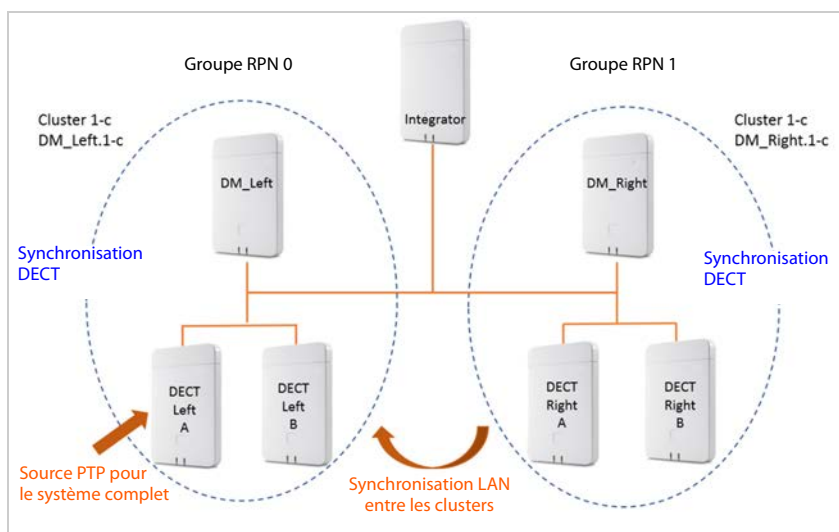 Groupe RPN 0
Groupe RPN 1
Integrator
Cluster 1-c
DM_Left.1-c
Cluster 1-c
DM_Right.1-c
DM_Left
DM_Right
Synchronisation
DECT
Synchronisation
DECT
DECT
Left
A
DECT
Left
B
DECT
Right
A
DECT
Right
B
Source PTP pour
le système complet
Synchronisation LAN
entre les clusters